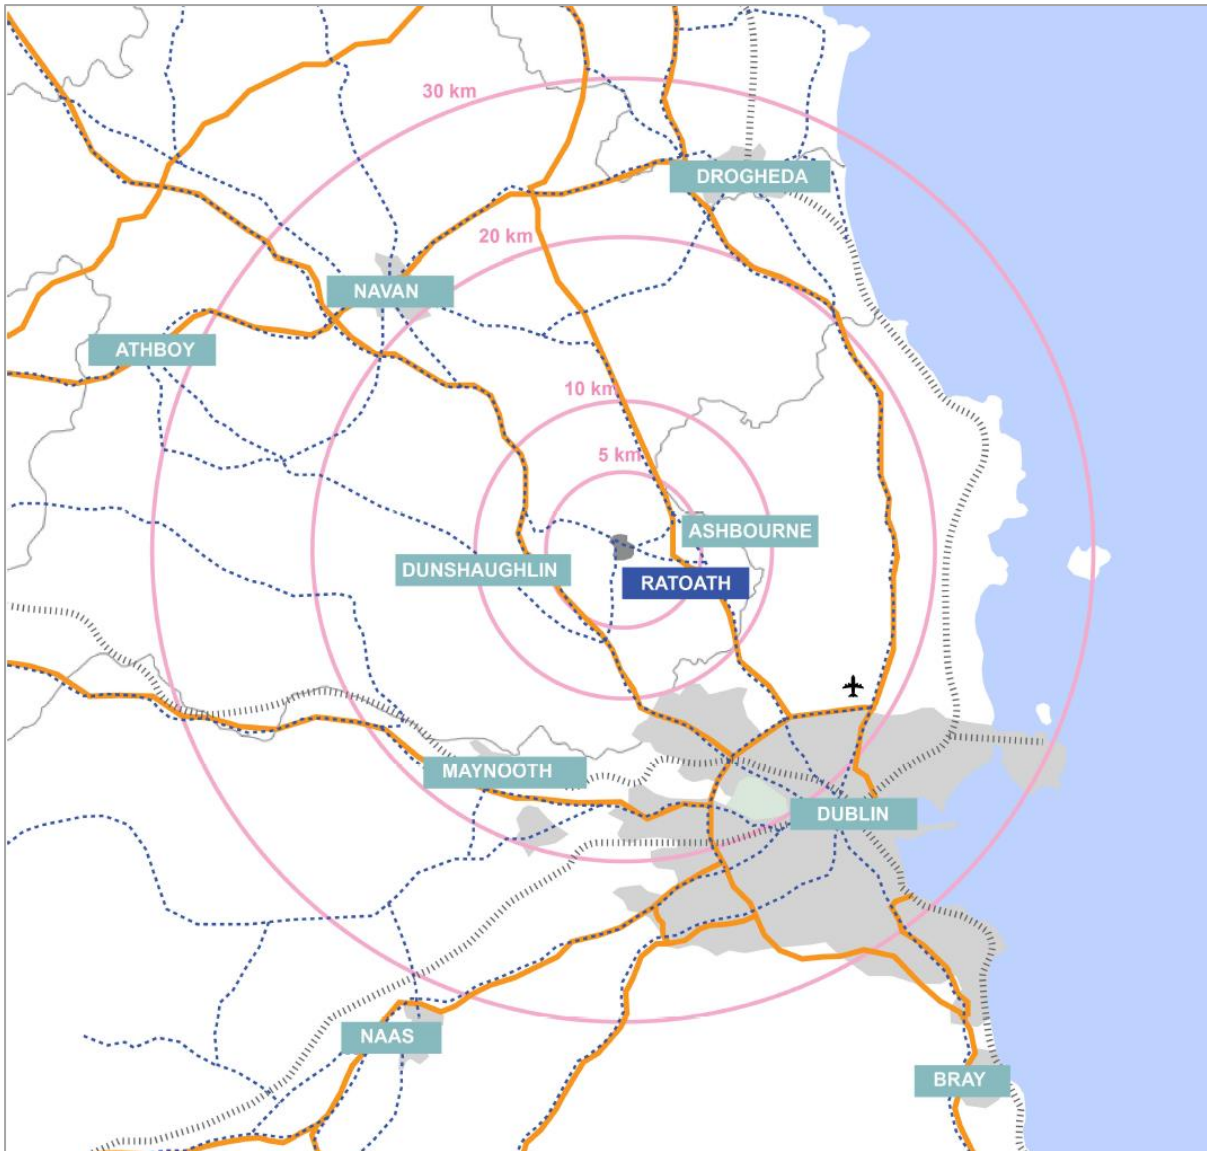 30 km
DROGHEDA
20 km
NAVAN
ATHBOY
10 km
5 km
ASHBOURNE
DUNSHAUGHLIN
RATOATH
MAYNOOTH
DUBLIN
NAAS
BRAY